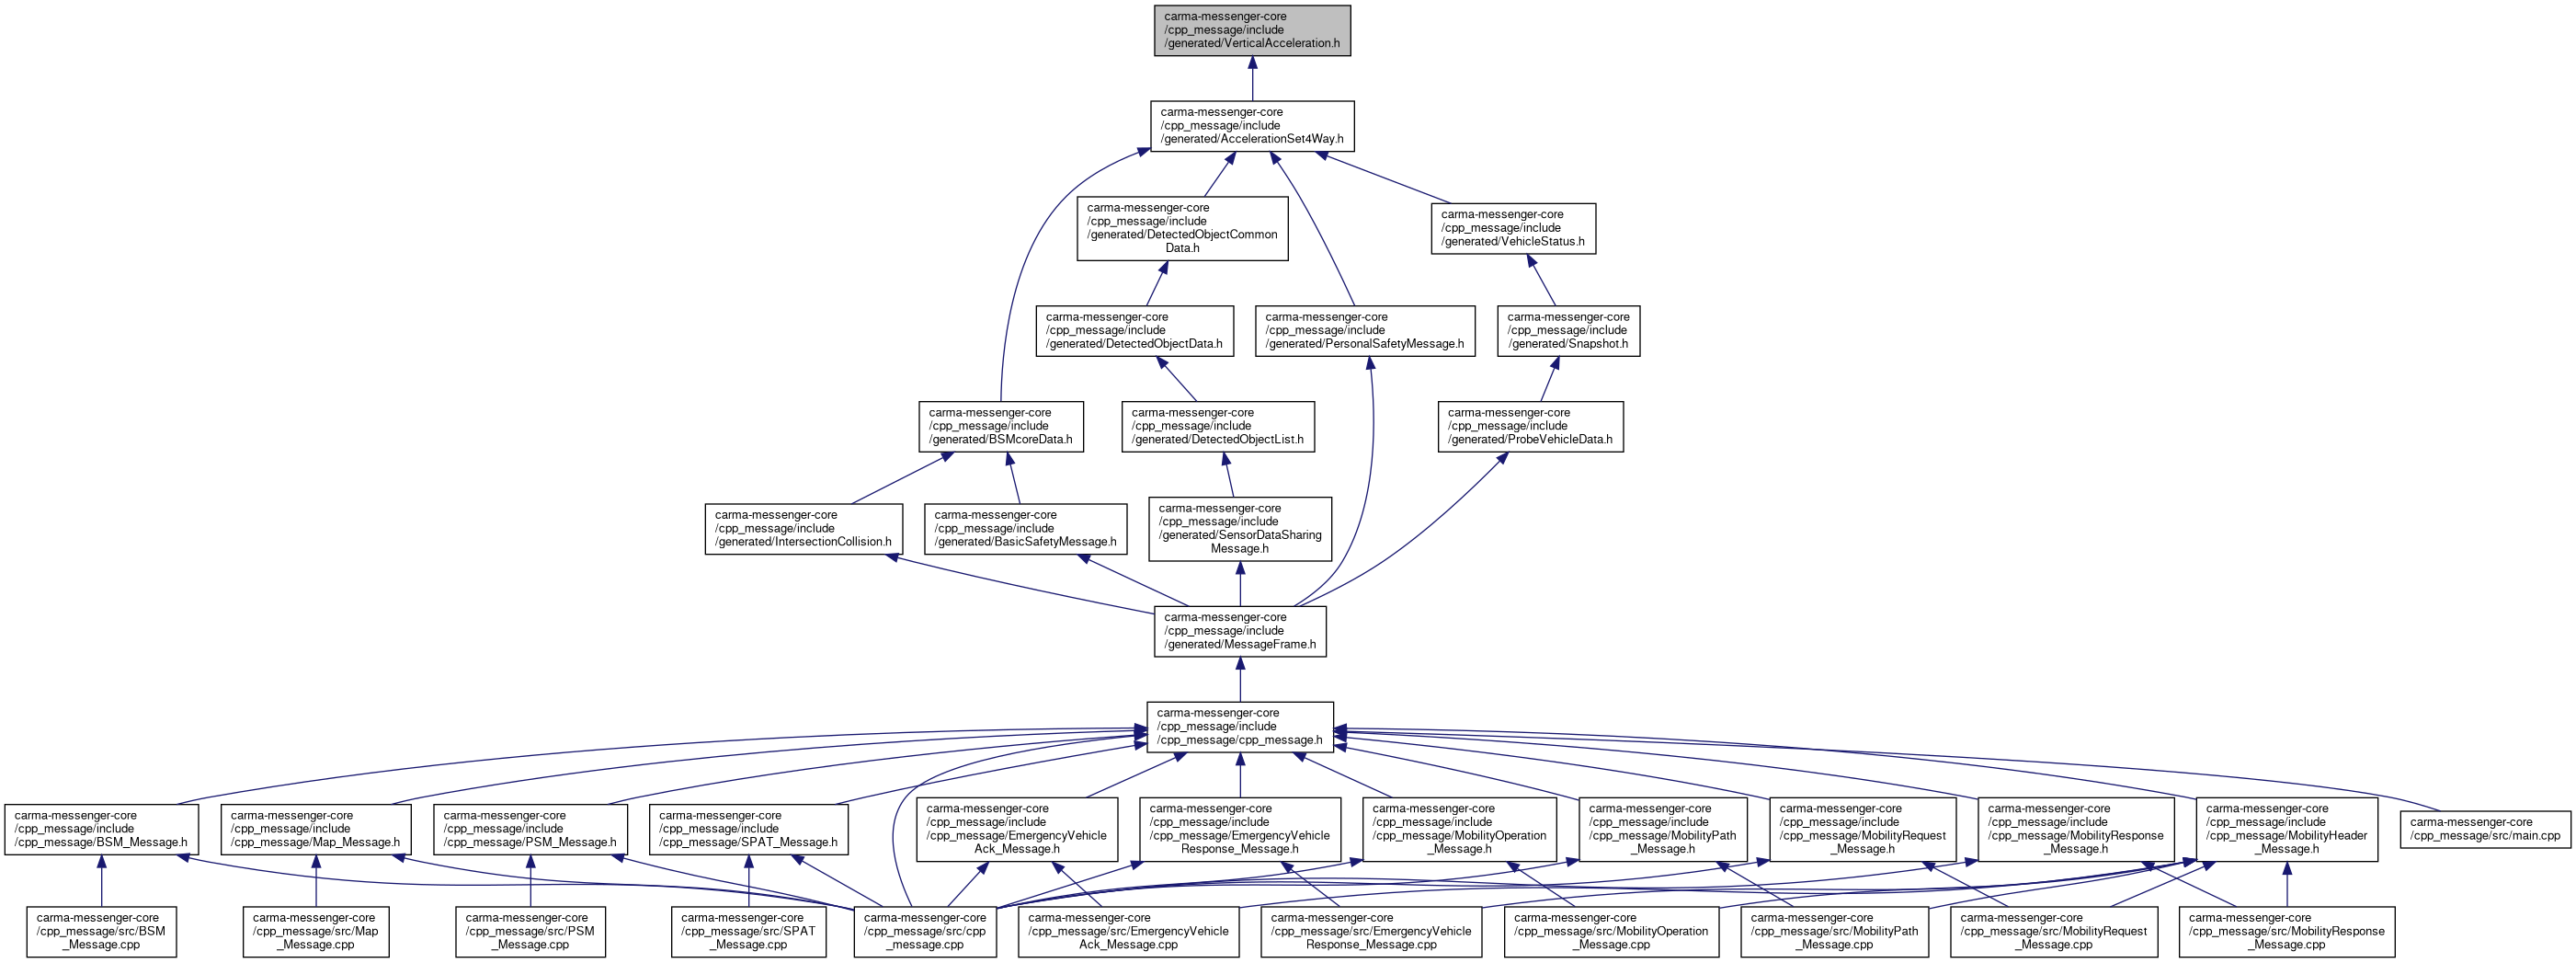 carma-messenger-core
/cpp_message/include
/generated/VerticalAcceleration.h
carma-messenger-core
/cpp_message/include
/generated/AccelerationSet4Way.h
carma-messenger-core
/cpp_message/include
/generated/DetectedObjectCommon
Data.h
carma-messenger-core
/cpp_message/include
/generated/VehicleStatus.h
carma-messenger-core
/cpp_message/include
/generated/DetectedObjectData.h
carma-messenger-core
/cpp_message/include
/generated/PersonalSafetyMessage.h
carma-messenger-core
/cpp_message/include
/generated/Snapshot.h
carma-messenger-core
/cpp_message/include
/generated/BSMcoreData.h
carma-messenger-core
/cpp_message/include
/generated/DetectedObjectList.h
carma-messenger-core
/cpp_message/include
/generated/ProbeVehicleData.h
carma-messenger-core
/cpp_message/include
/generated/IntersectionCollision.h
carma-messenger-core
/cpp_message/include
/generated/BasicSafetyMessage.h
carma-messenger-core
/cpp_message/include
/generated/SensorDataSharing
Message.h
carma-messenger-core
/cpp_message/include
/generated/MessageFrame.h
carma-messenger-core
/cpp_message/include
/cpp_message/cpp_message.h
carma-messenger-core
/cpp_message/include
/cpp_message/BSM_Message.h
carma-messenger-core
/cpp_message/include
/cpp_message/Map_Message.h
carma-messenger-core
/cpp_message/include
/cpp_message/PSM_Message.h
carma-messenger-core
/cpp_message/include
/cpp_message/SPAT_Message.h
carma-messenger-core
/cpp_message/include
/cpp_message/EmergencyVehicle
Ack_Message.h
carma-messenger-core
/cpp_message/include
/cpp_message/EmergencyVehicle
Response_Message.h
carma-messenger-core
/cpp_message/include
/cpp_message/MobilityOperation
_Message.h
carma-messenger-core
/cpp_message/include
/cpp_message/MobilityPath
_Message.h
carma-messenger-core
/cpp_message/include
/cpp_message/MobilityRequest
_Message.h
carma-messenger-core
/cpp_message/include
/cpp_message/MobilityResponse
_Message.h
carma-messenger-core
/cpp_message/include
/cpp_message/MobilityHeader
_Message.h
carma-messenger-core
/cpp_message/src/main.cpp
carma-messenger-core
/cpp_message/src/BSM
_Message.cpp
carma-messenger-core
/cpp_message/src/Map
_Message.cpp
carma-messenger-core
/cpp_message/src/PSM
_Message.cpp
carma-messenger-core
/cpp_message/src/SPAT
_Message.cpp
carma-messenger-core
/cpp_message/src/cpp
_message.cpp
carma-messenger-core
/cpp_message/src/EmergencyVehicle
Ack_Message.cpp
carma-messenger-core
/cpp_message/src/EmergencyVehicle
Response_Message.cpp
carma-messenger-core
/cpp_message/src/MobilityOperation
_Message.cpp
carma-messenger-core
/cpp_message/src/MobilityPath
_Message.cpp
carma-messenger-core
/cpp_message/src/MobilityRequest
_Message.cpp
carma-messenger-core
/cpp_message/src/MobilityResponse
_Message.cpp